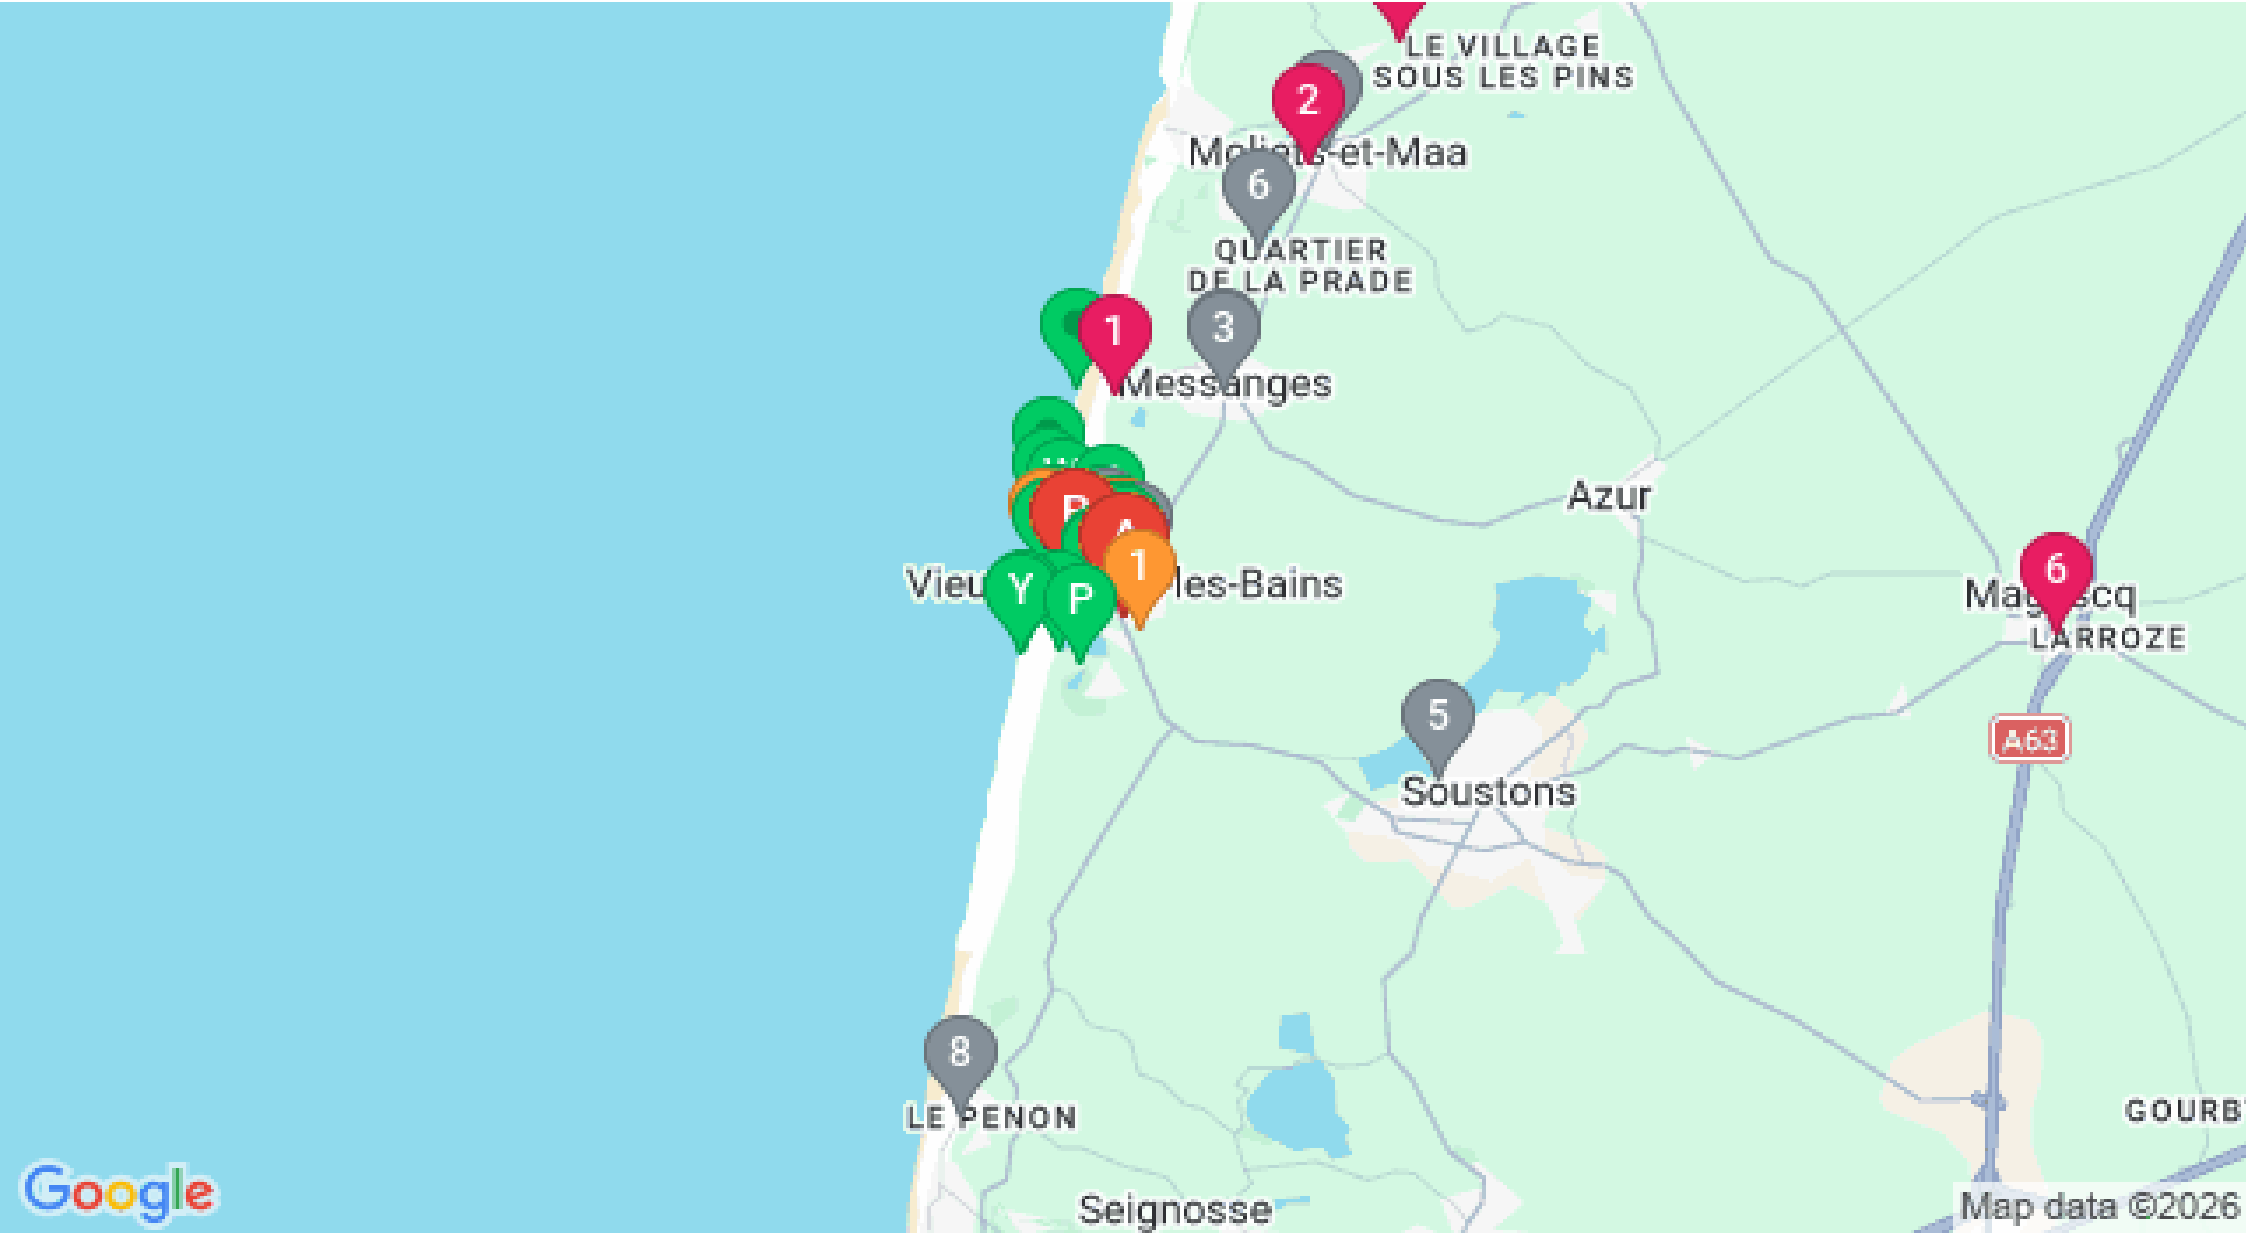 LE VILLAGE
SOUS LES PINS
2
6
QUARTIER
DE LA PRADE
1
3
Messanges
Azur
A
Y
P
1
les-Bains
6
LARROZE
A63
5
Soustons
8
LE PENON
GOURB
Seignosse
Google
Map data ©2026